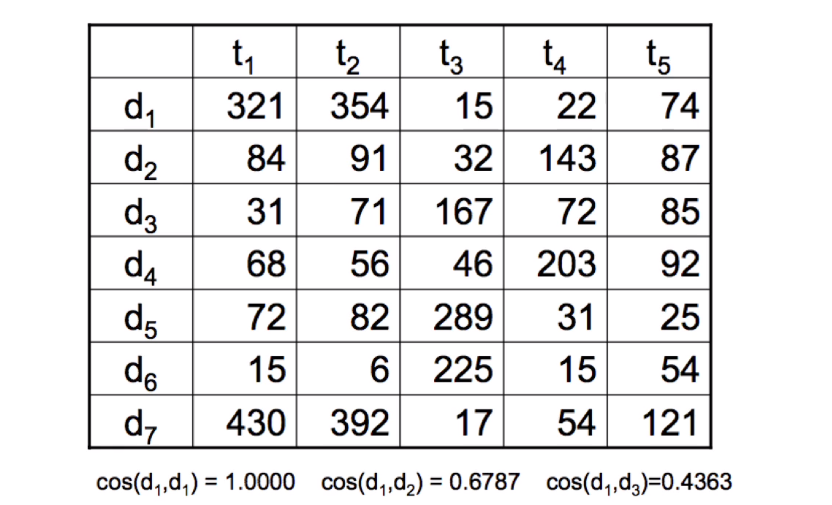 t₁ t₂ t₃ t₄ t₅
d₁ 321 354 15 22 74
d₂ 84 91 32 143 87
d₃ 31 71 167 72 85
d₄ 68 56 46 203 92
d₅ 72 82 289 31 25
d₆ 15 6 225 15 54
d₇ 430 392 17 54 121
cos(d₁,d₁) = 1.0000 cos(d₁,d₂) = 0.6787 cos(d₁,d₃)=0.4363